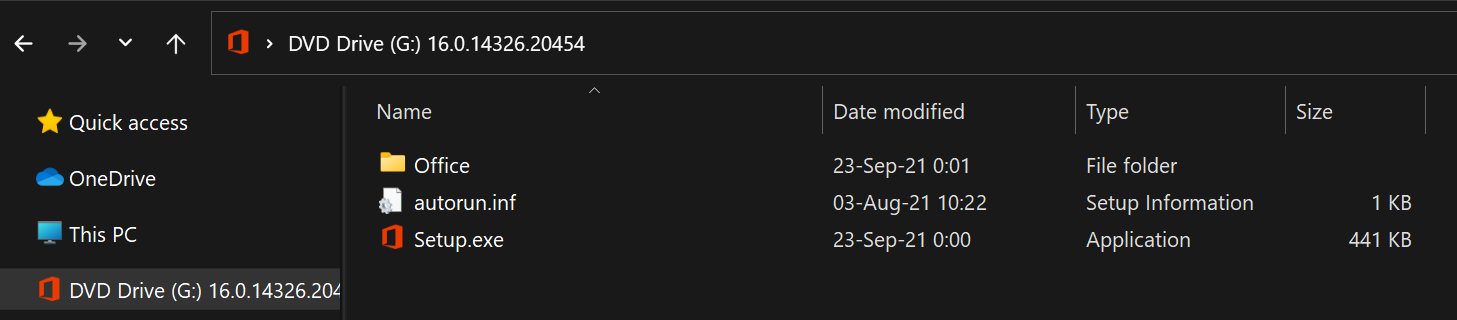 DVD Drive (G:) 16.0.14326.20454
Quick access
OneDrive
This PC
DVD Drive (G:) 16.0.14326.204
Name Date modified Type Size
Office 23-Sep-21 0:01 File folder
autorun.inf 03-Aug-21 10:22 Setup Information 1 KB
Setup.exe 23-Sep-21 0:00 Application 441 KB